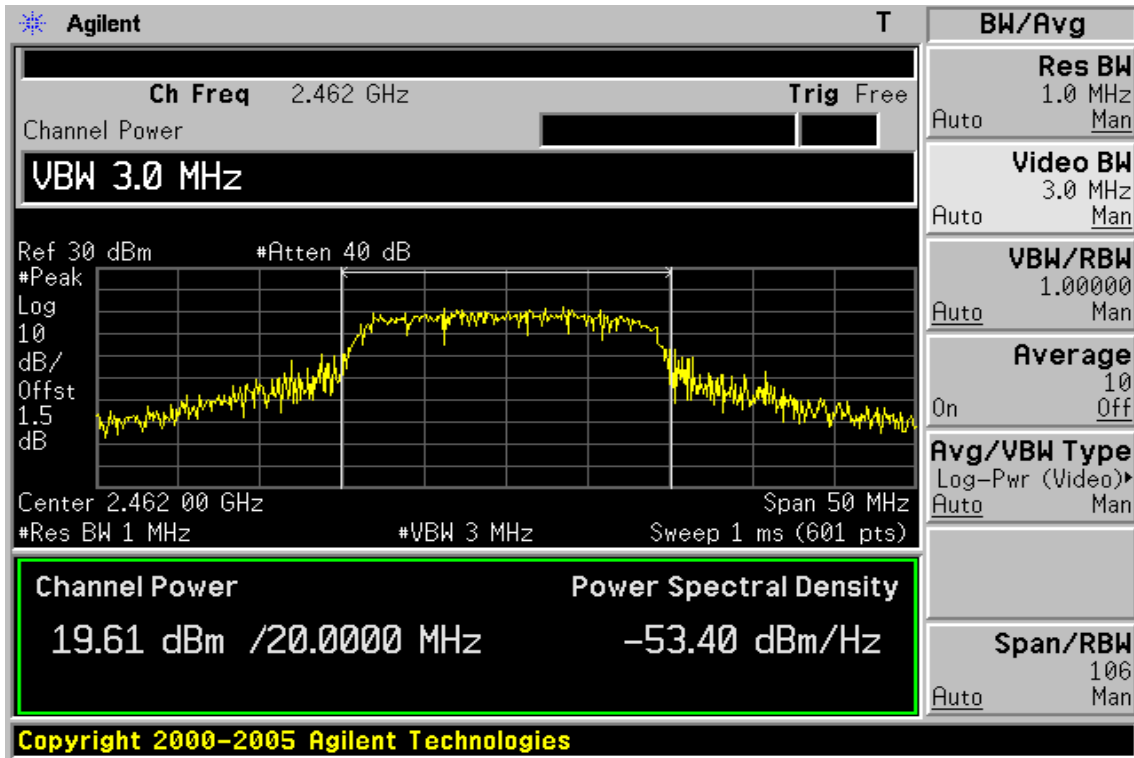 Agilent T
Ch Freq 2.462 GHz Trig Free
Channel Power
VBW 3.0 MHz
Ref 30 dBm #Atten 40 dB
#Peak
Log
10
dB/
Offst
1.5
dB
Center 2.462 00 GHz Span 50 MHz
#Res BW 1 MHz #VBW 3 MHz Sweep 1 ms (601 pts)
Channel Power Power Spectral Density
19.61 dBm /20.0000 MHz -53.40 dBm/Hz
Copyright 2000-2005 Agilent Technologies
BW/Avg
Res BW
1.0 MHz
Auto Man
Video BW
3.0 MHz
Auto Man
VBW/RBW
1.00000
Auto Man
Average
10
On Off
Avg/VBW Type
Log-Pwr (Video)
Auto Man
Span/RBW
106
Auto Man